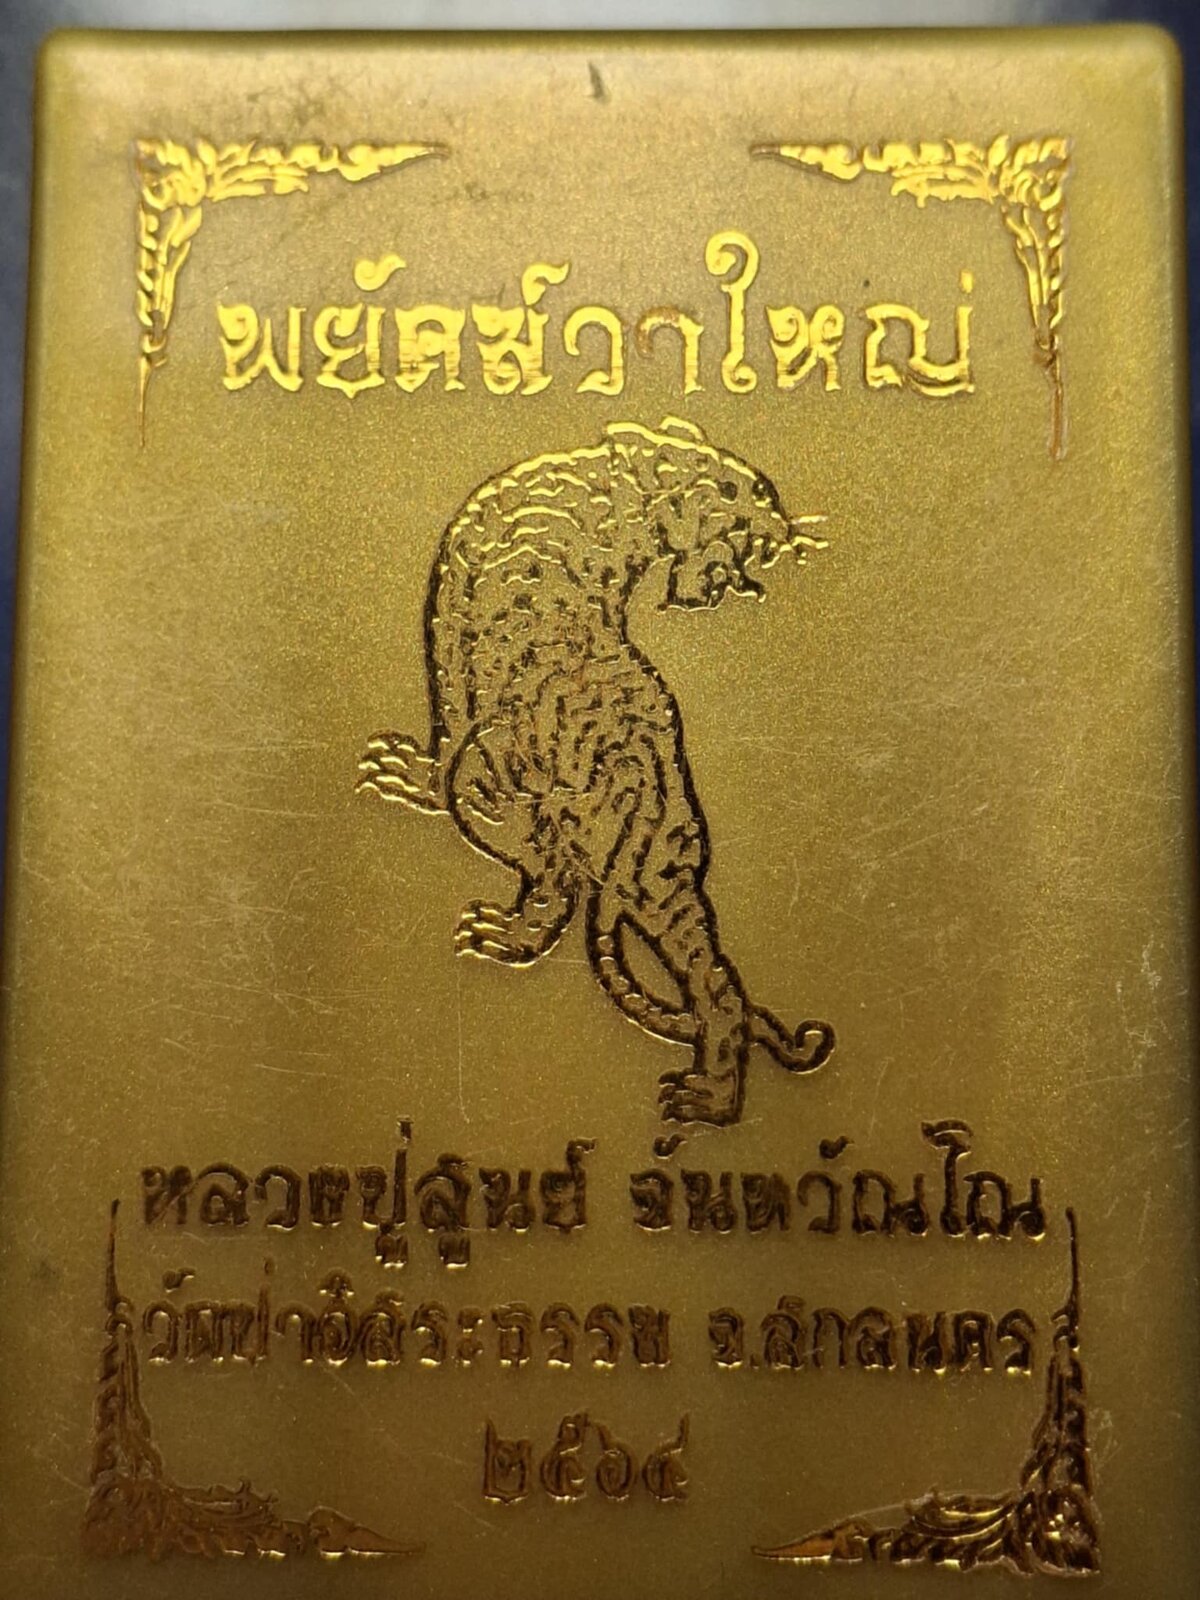 พยัคฆ์วาใหญ่
หลวงปู่สูนย์ จันทวัณโณ
วัดป่าอิสระธรรม จ.สกลนคร
๒๕๖๔